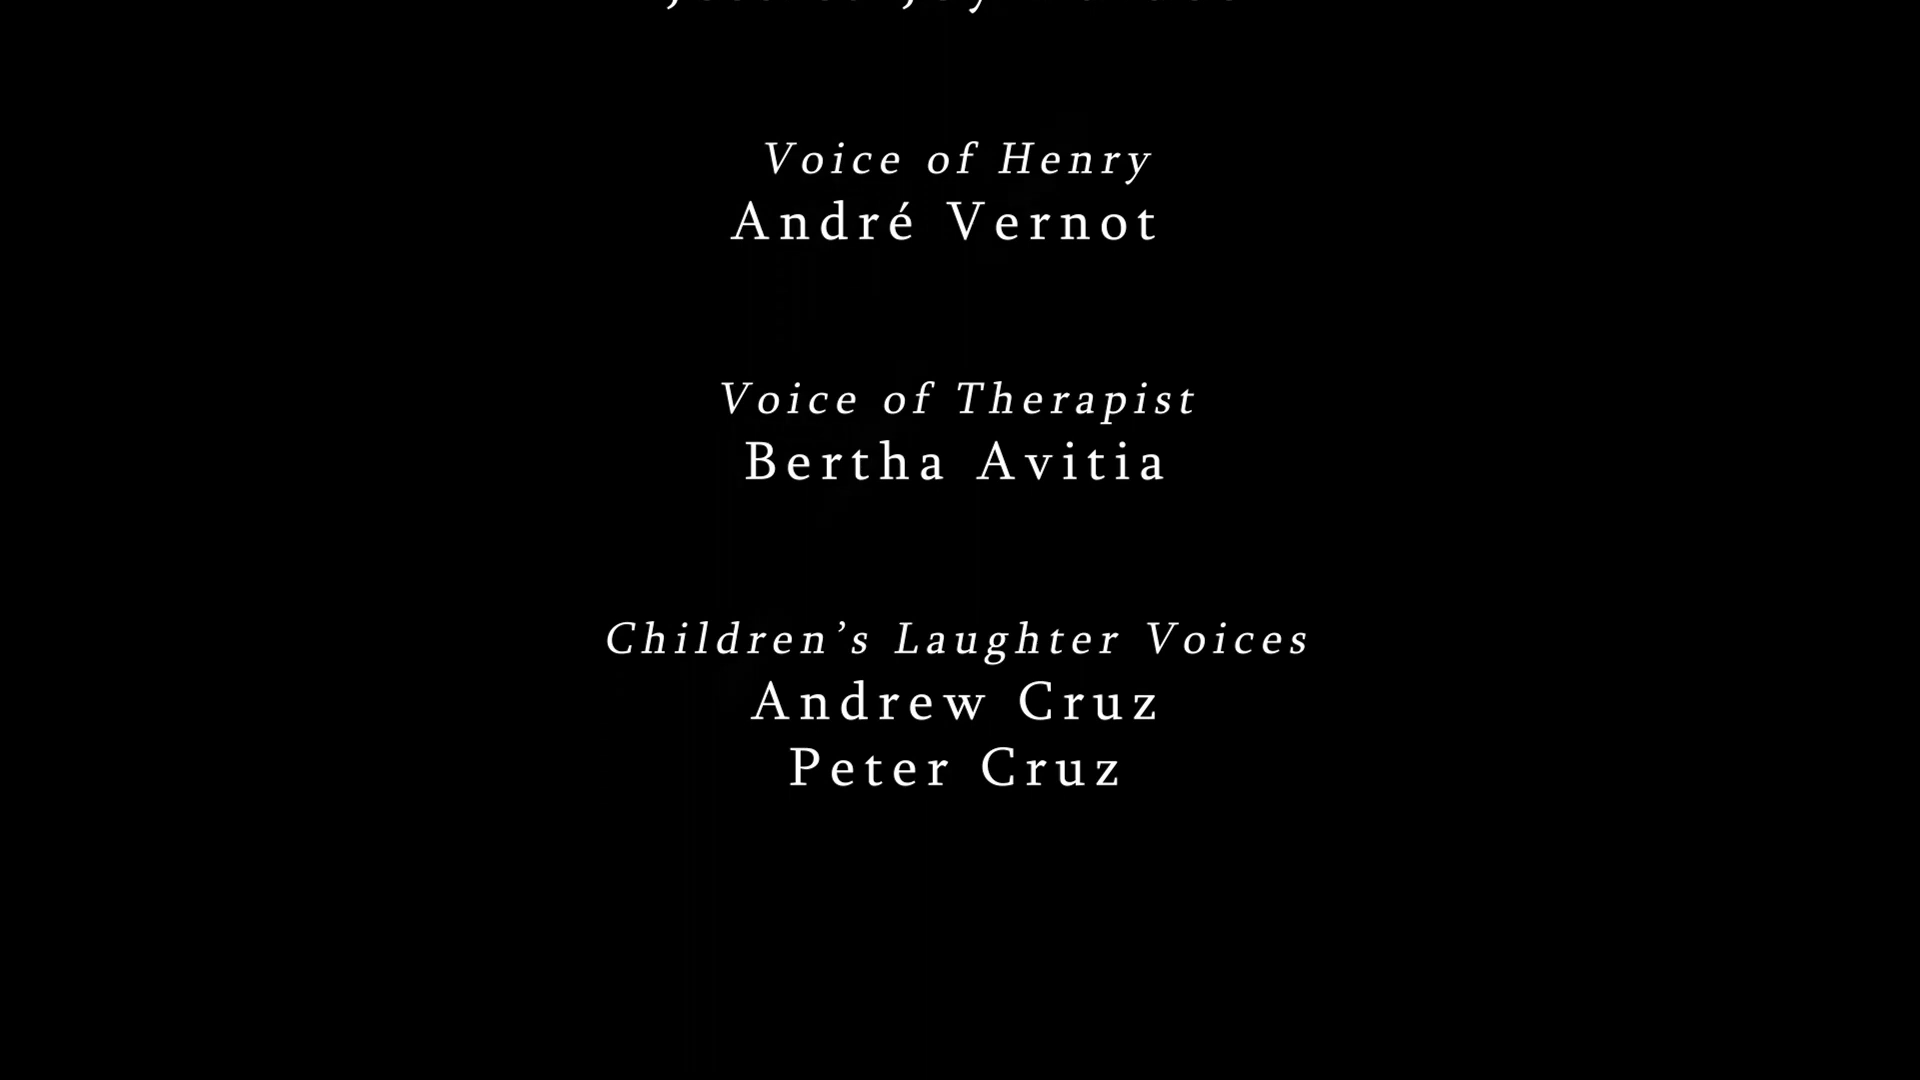 Voice of Henry
André Vernot
Voice of Therapist
Bertha Avitia
Children’s Laughter Voices
Andrew Cruz
Peter Cruz